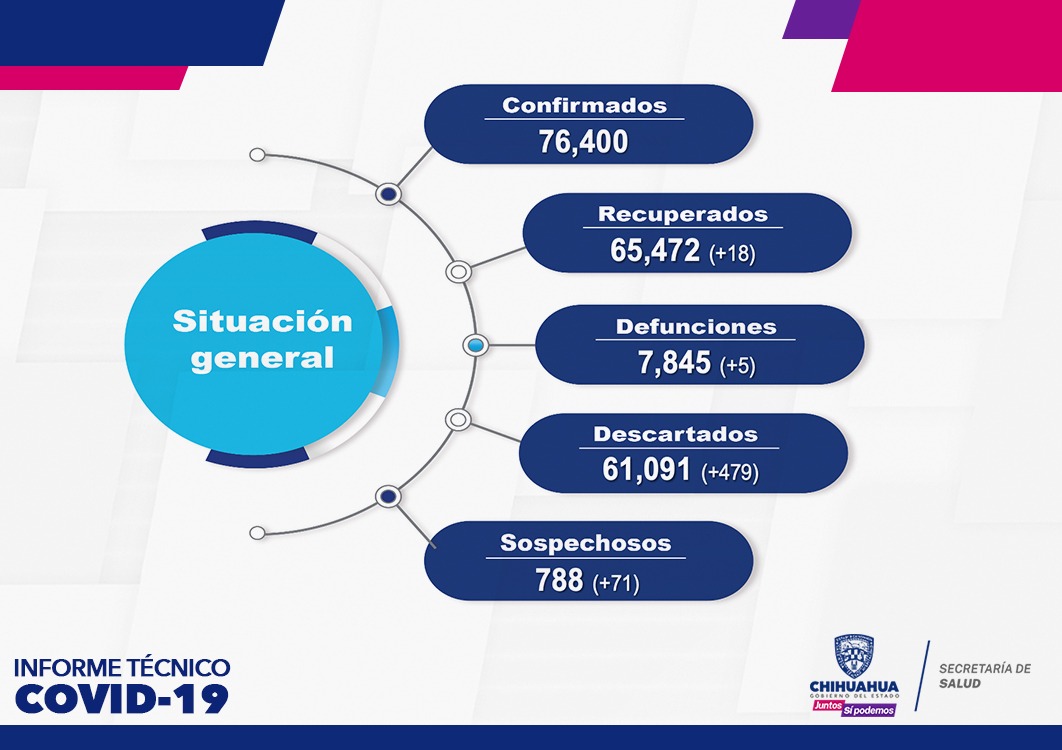 Confirmados
76,400
Recuperados
65,472 (+18)
Situación
general
Defunciones
7,845 (+5)
Descartados
61,091 (+479)
Sospechosos
788 (+71)
INFORME TÉCNICO
COVID-19
CHIHUAHUA
GOBIERNO DEL ESTADO
Juntos
Sí podemos
SECRETARÍA DE
SALUD